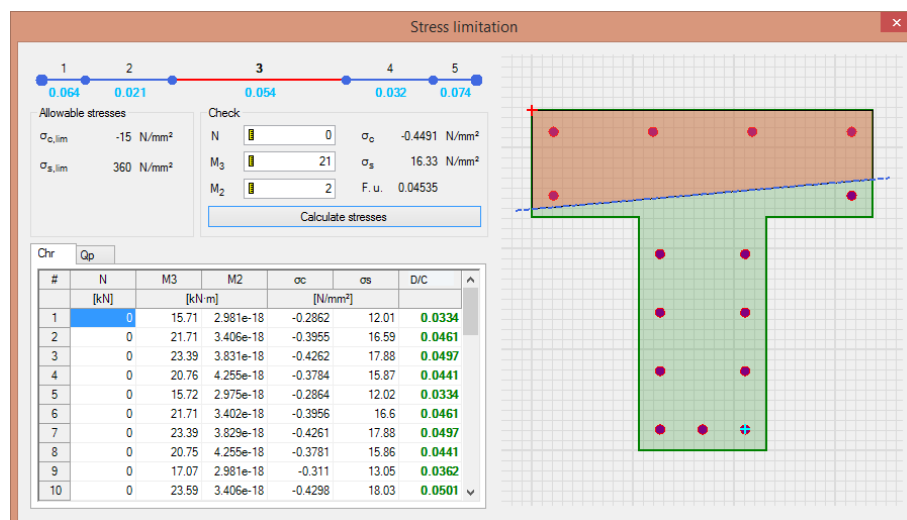 Stress limitation
1 2 3 4 5
0.064 0.021 0.054 0.032 0.074
Allowable stresses
σc,lim -15 N/mm²
σs,lim 360 N/mm²
Check
N 0 σc -0.4491 N/mm²
M3 21 σs 16.33 N/mm²
M2 2 F. u. 0.04535
Calculate stresses
Chr Qp
# N M3 M2 σc σs D/C
[kN] [kN·m] [N/mm²]
1 0 15.71 2.981e-18 -0.2862 12.01 0.0334
2 0 21.71 3.406e-18 -0.3955 16.59 0.0461
3 0 23.39 3.831e-18 -0.4262 17.88 0.0497
4 0 20.76 4.255e-18 -0.3784 15.87 0.0441
5 0 15.72 2.975e-18 -0.2864 12.02 0.0334
6 0 21.71 3.402e-18 -0.3956 16.6 0.0461
7 0 23.39 3.829e-18 -0.4261 17.88 0.0497
8 0 20.75 4.255e-18 -0.3781 15.86 0.0441
9 0 17.07 2.981e-18 -0.311 13.05 0.0362
10 0 23.59 3.406e-18 -0.4298 18.03 0.0501